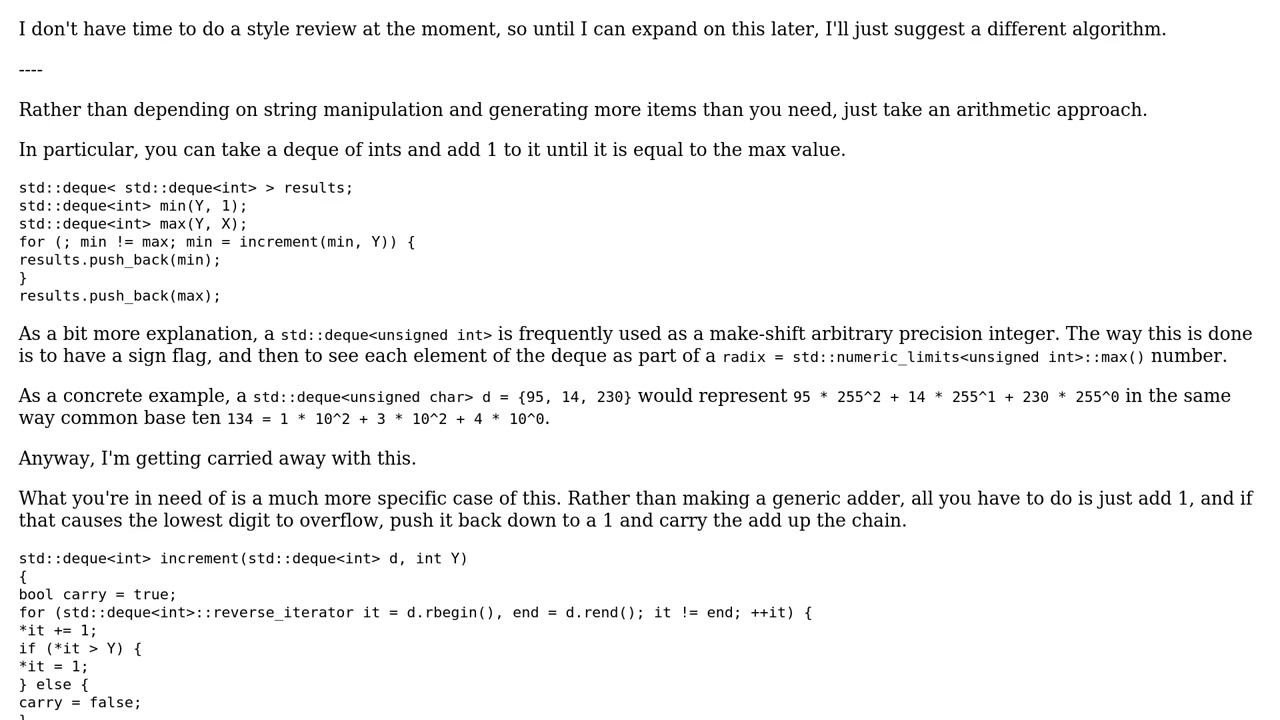 I don't have time to do a style review at the moment, so until I can expand on this later, I'll just suggest a different algorithm.
----
Rather than depending on string manipulation and generating more items than you need, just take an arithmetic approach.
In particular, you can take a deque of ints and add 1 to it until it is equal to the max value.
std::deque< std::deque<int> > results;
std::deque<int> min(Y, 1);
std::deque<int> max(Y, X);
for (; min != max; min = increment(min, Y)) {
results.push_back(min);
}
results.push_back(max);
As a bit more explanation, a std::deque<unsigned int> is frequently used as a make-shift arbitrary precision integer. The way this is done
is to have a sign flag, and then to see each element of the deque as part of a radix = std::numeric_limits<unsigned int>::max() number.
As a concrete example, a std::deque<unsigned char> d = {95, 14, 230} would represent 95 * 255^2 + 14 * 255^1 + 230 * 255^0 in the same
way common base ten 134 = 1 * 10^2 + 3 * 10^2 + 4 * 10^0.
Anyway, I'm getting carried away with this.
What you're in need of is a much more specific case of this. Rather than making a generic adder, all you have to do is just add 1, and if
that causes the lowest digit to overflow, push it back down to a 1 and carry the add up the chain.
std::deque<int> increment(std::deque<int> d, int Y)
{
bool carry = true;
for (std::deque<int>::reverse_iterator it = d.rbegin(), end = d.rend(); it != end; ++it) {
*it += 1;
if (*it > Y) {
*it = 1;
} else {
carry = false;
}